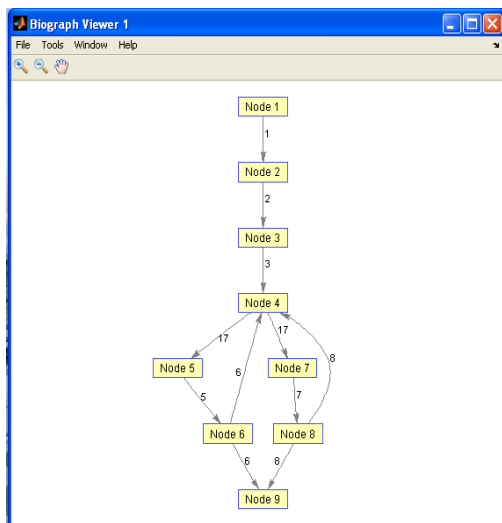 Biograph Viewer 1
File Tools Window Help
Node 1
1
Node 2
2
Node 3
3
Node 4
17 17
8
Node 5 Node 7
6
5 7
Node 6 Node 8
6 8
Node 9